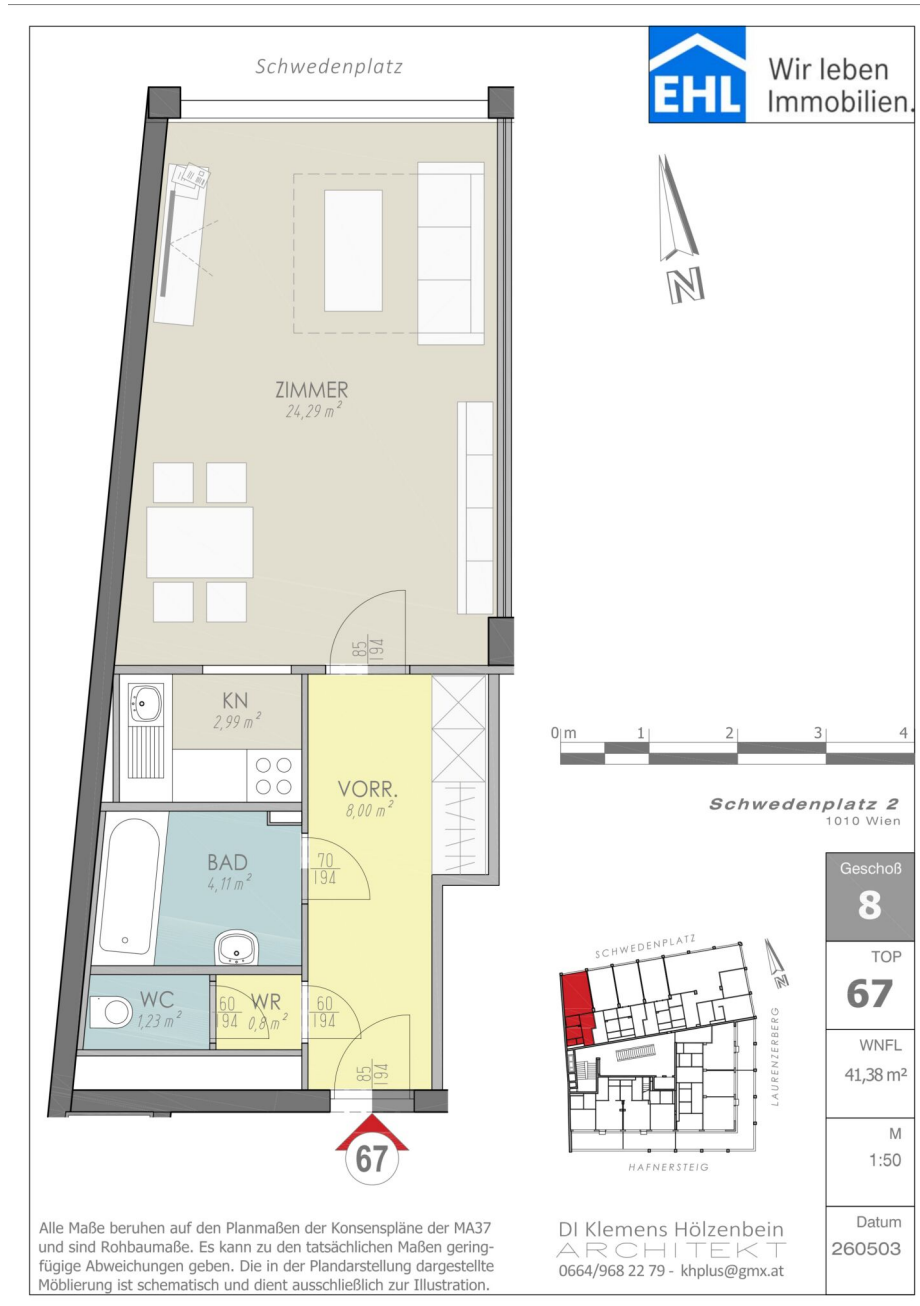 Schwedenplatz
EHL
Wir leben
Immobilien.
N
ZIMMER
24,29 m²
85
194
KN
2,99 m²
VORR.
8,00 m²
BAD
4,11 m²
70
194
WC
1,23 m²
60
194
WR
0,8 m²
60
194
85
194
67
0 m 1 2 3 4
Schwedenplatz 2
1010 Wien
Geschoß
8
TOP
67
WNFL
41,38 m²
M
1:50
Datum
260503
SCHWEDENPLATZ
N
LAURENZERBERG
HAFNERSTEIG
DI Klemens Hölzenbein
ARCHITEKT
0664/968 22 79 - khplus@gmx.at
Alle Maße beruhen auf den Planmaßen der Konsenspläne der MA37
und sind Rohbaumaße. Es kann zu den tatsächlichen Maßen gering-
fügige Abweichungen geben. Die in der Plandarstellung dargestellte
Möblierung ist schematisch und dient ausschließlich zur Illustration.